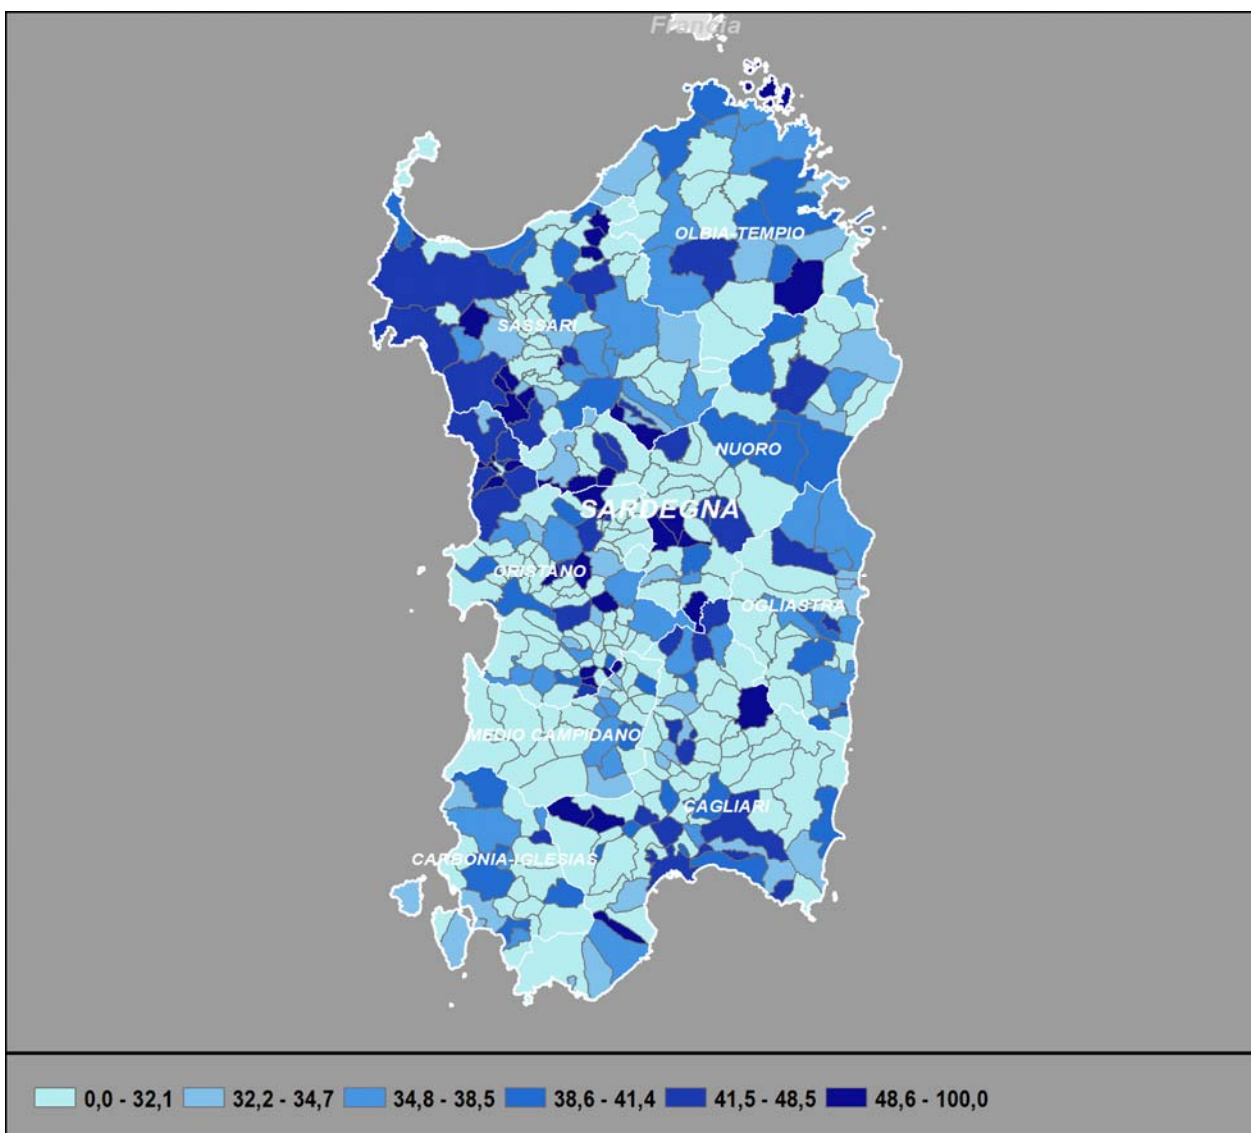 Francia
OLBIA-TEMPIO
SASSARI
NUORO
SARDEGNA
ORISTANO
OGLIASTRA
MEDIO CAMPIDANO
CAGLIARI
CARBONIA-IGLESIAS
0,0 - 32,1 32,2 - 34,7 34,8 - 38,5 38,6 - 41,4 41,5 - 48,5 48,6 - 100,0